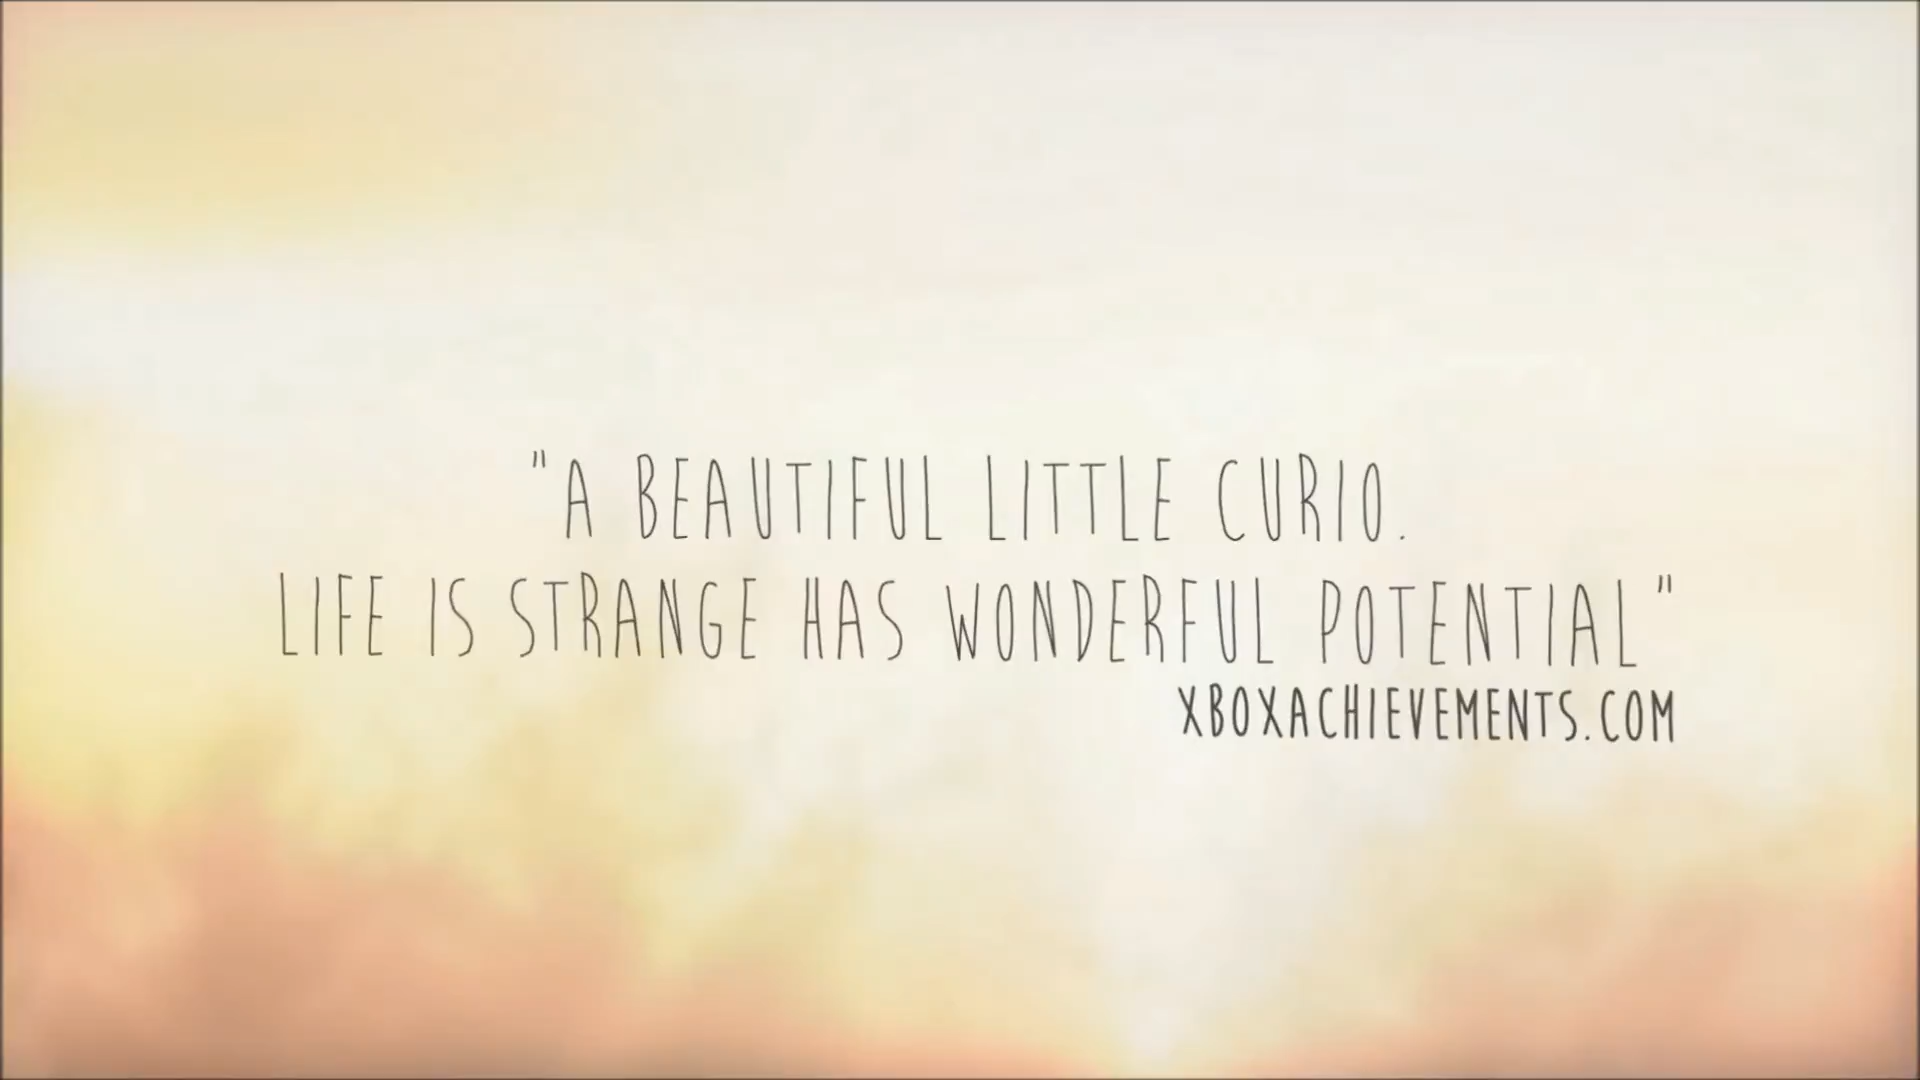 "A BEAUTIFUL LITTLE CURIO.
LIFE IS STRANGE HAS WONDERFUL POTENTIAL"
XBOXACHIEVEMENTS.COM